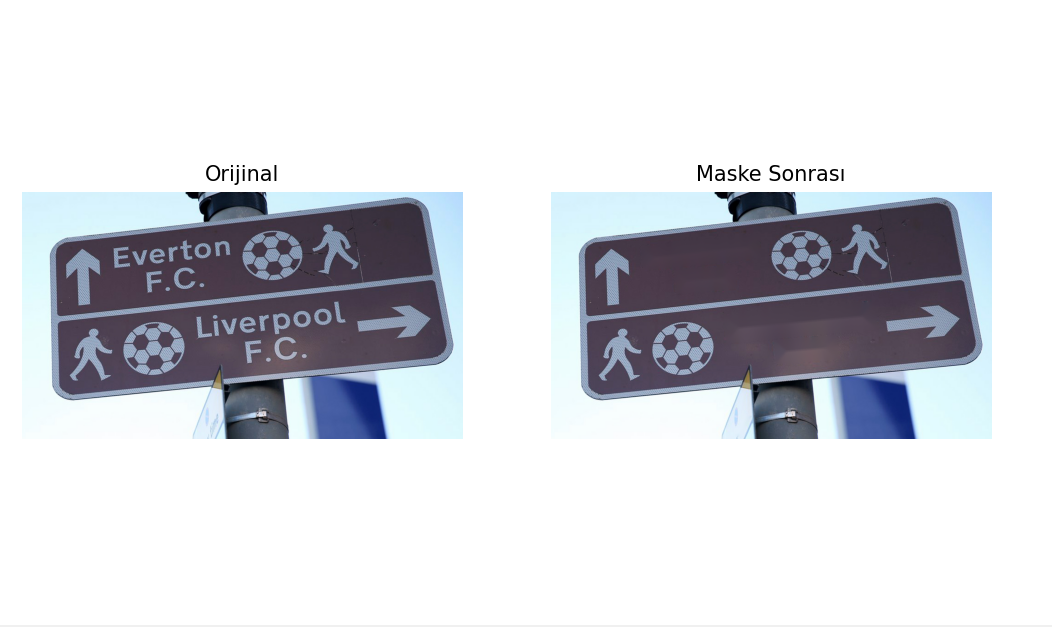 Orijinal
Maske Sonrası
Everton
F.C.
Liverpool
F.C.